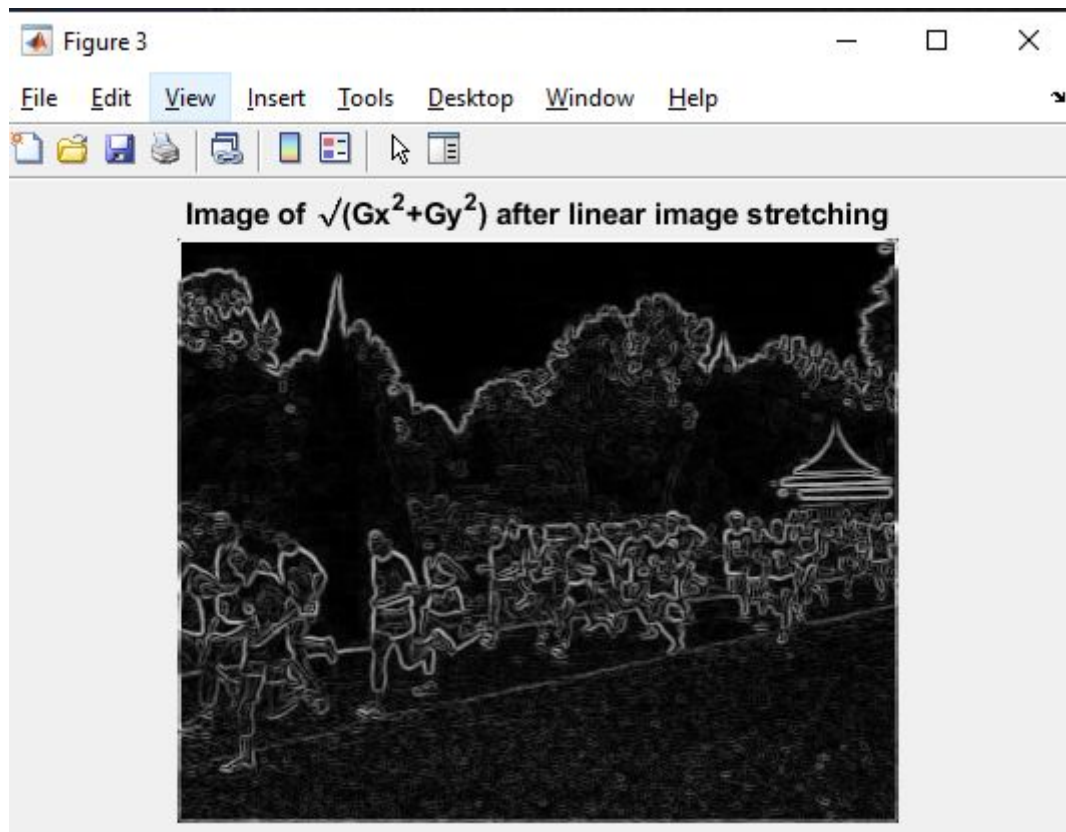 Figure 3
File Edit View Insert Tools Desktop Window Help
Image of √(Gx²+Gy²) after linear image stretching